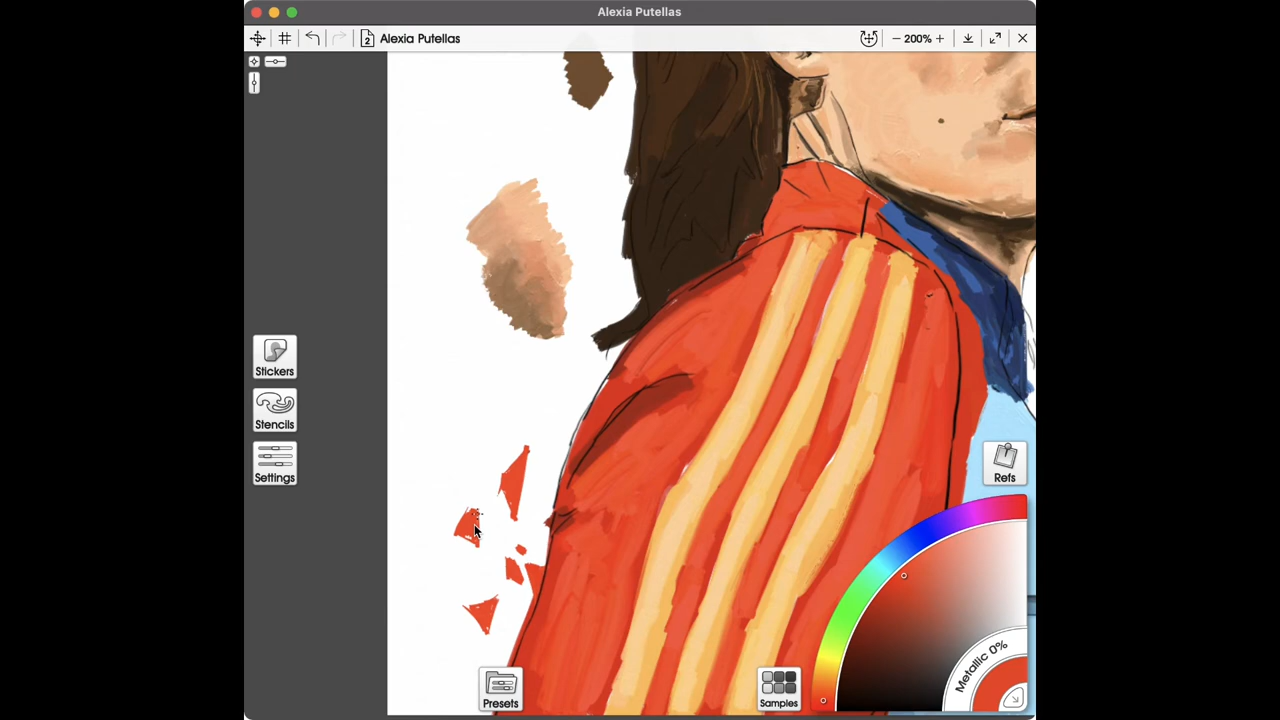 Alexia Putellas
2 Alexia Putellas
200%
Stickers
Stencils
Settings
Refs
Metallic 0%
Presets
Samples